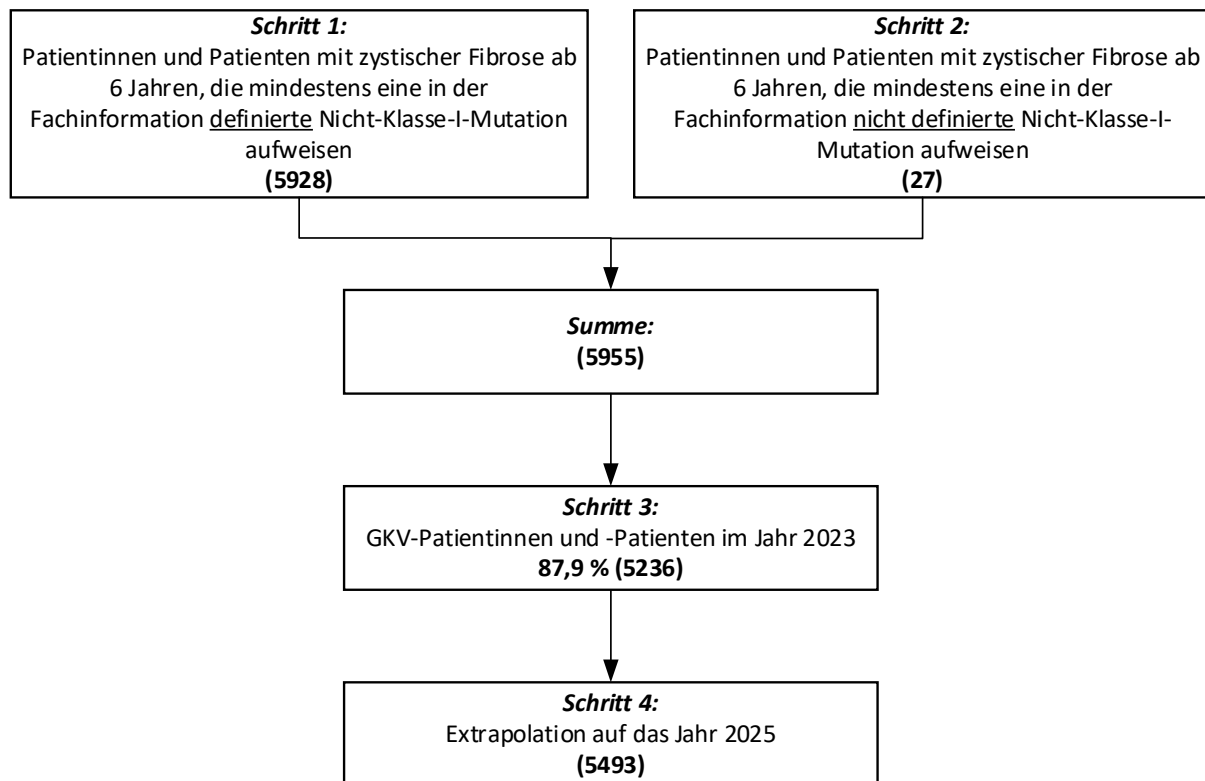 Schritt 1:
Patientinnen und Patienten mit zystischer Fibrose ab
6 Jahren, die mindestens eine in der
Fachinformation definierte Nicht-Klasse-I-Mutation
aufweisen
(5928)
Schritt 2:
Patientinnen und Patienten mit zystischer Fibrose ab
6 Jahren, die mindestens eine in der
Fachinformation nicht definierte Nicht-Klasse-I-
Mutation aufweisen
(27)
Summe:
(5955)
Schritt 3:
GKV-Patientinnen und -Patienten im Jahr 2023
87,9 % (5236)
Schritt 4:
Extrapolation auf das Jahr 2025
(5493)